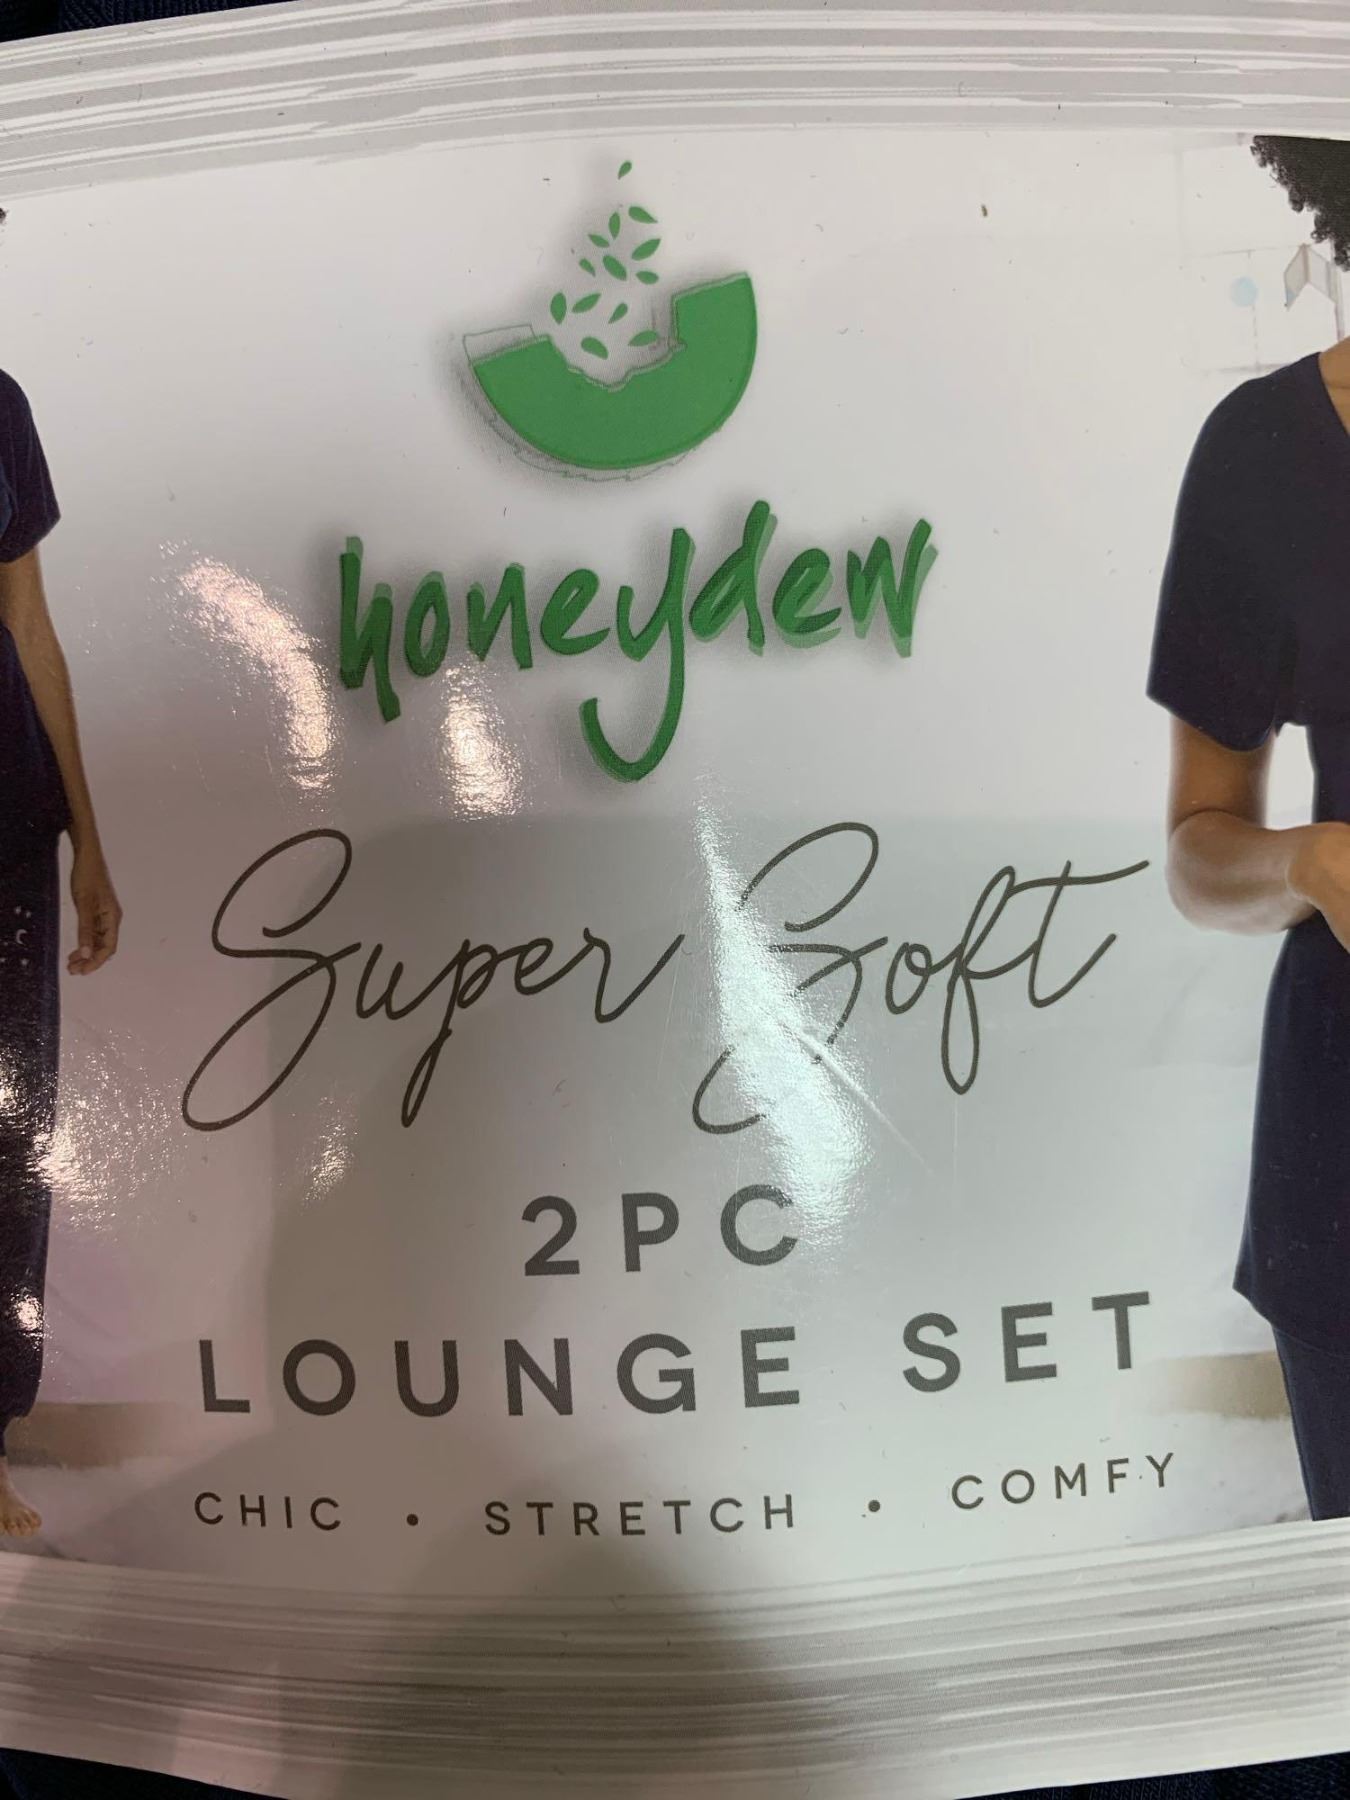 honeydew
Super Soft
2PC
LOUNGE SET
CHIC • STRETCH • COMFY